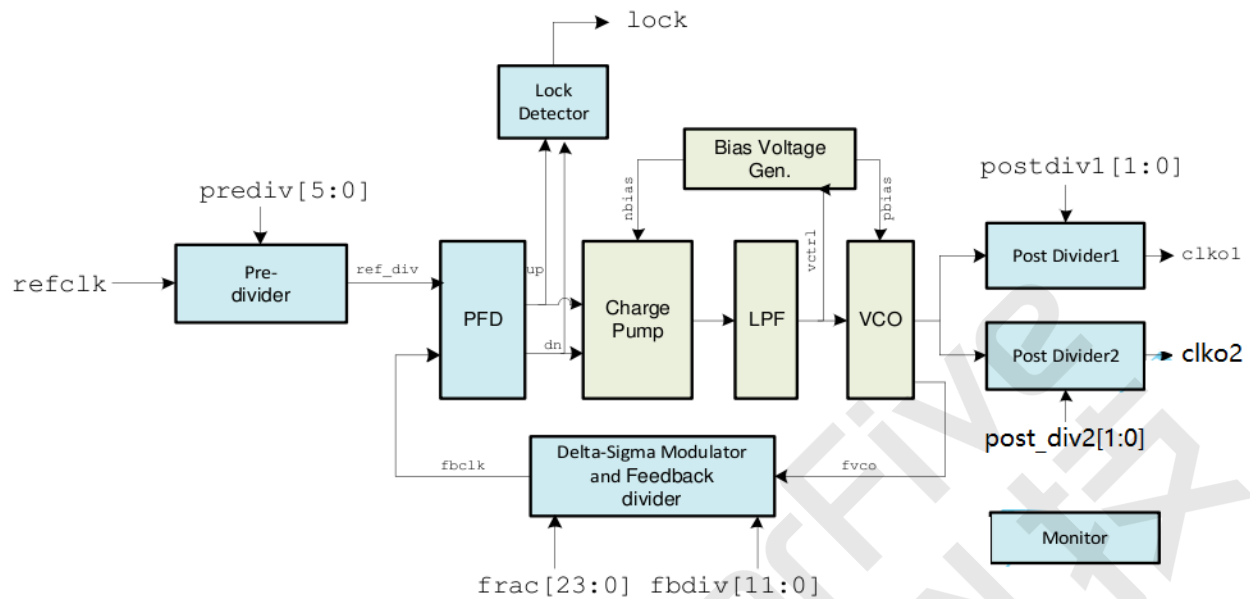 lock
Lock
Detector
Bias Voltage
Gen.
postdiv1[1:0]
prediv[5:0]
nbias
pbias
vctrl
refclk
Pre-
divider
ref_div
PFD
up
dn
Charge
Pump
LPF
VCO
Post Divider1
clko1
Post Divider2
clko2
post_div2[1:0]
fbclk
Delta-Sigma Modulator
and Feedback
divider
fvco
Monitor
frac[23:0]
fbdiv[11:0]